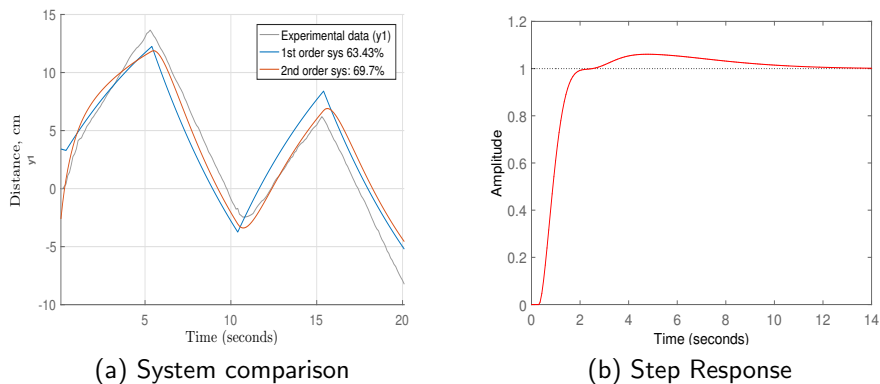 15
10
5
0
-5
-10
5
10
15
20
Distance, cm
y1
Time (seconds)
Experimental data (y1)
1st order sys 63.43%
2nd order sys: 69.7%
(a) System comparison
1.2
1
0.8
0.6
0.4
0.2
0
0
2
4
6
8
10
12
14
Amplitude
Time (seconds)
(b) Step Response